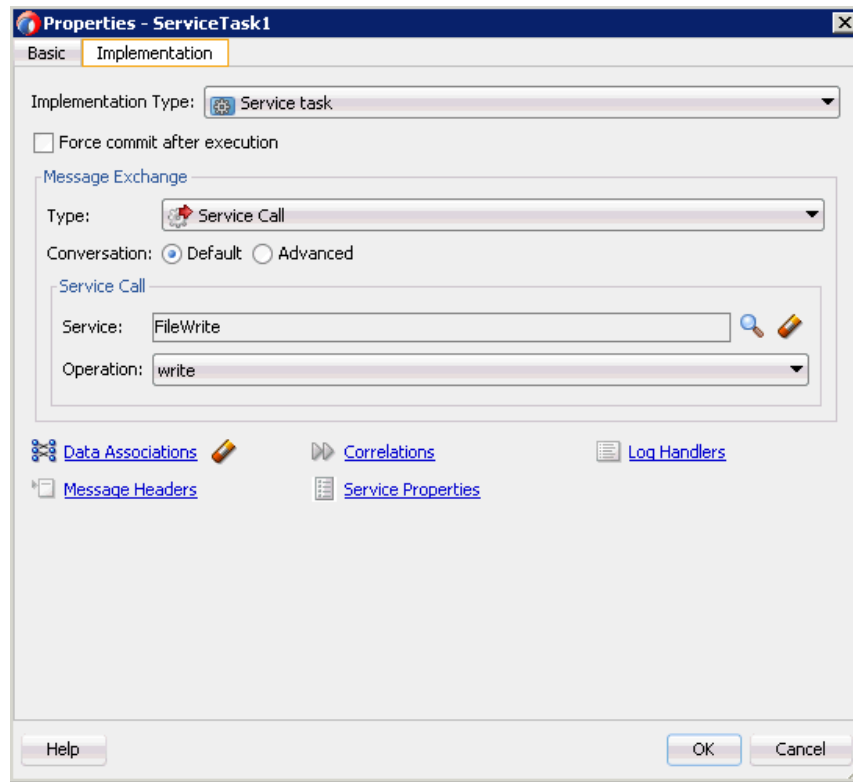 Properties - ServiceTask1
Basic Implementation
Implementation Type: Service task
Force commit after execution
Message Exchange
Type: Service Call
Conversation: Default Advanced
Service Call
Service: FileWrite
Operation: write
Data Associations Correlations Log Handlers
Message Headers Service Properties
Help OK Cancel